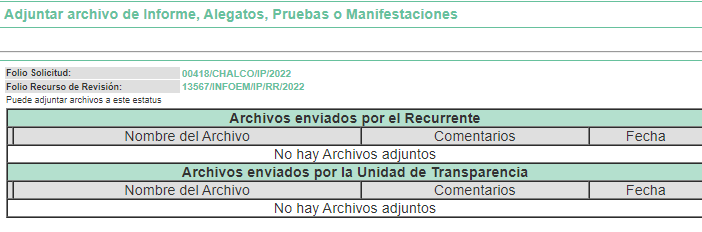 Adjuntar archivo de Informe, Alegatos, Pruebas o Manifestaciones
Folio Solicitud: 00418/CHALCO/IP/2022
Folio Recurso de Revisión: 13567/INFOEM/IP/RR/2022
Puede adjuntar archivos a este estatus
Archivos enviados por el Recurrente
Nombre del Archivo Comentarios Fecha
No hay Archivos adjuntos
Archivos enviados por la Unidad de Transparencia
Nombre del Archivo Comentarios Fecha
No hay Archivos adjuntos